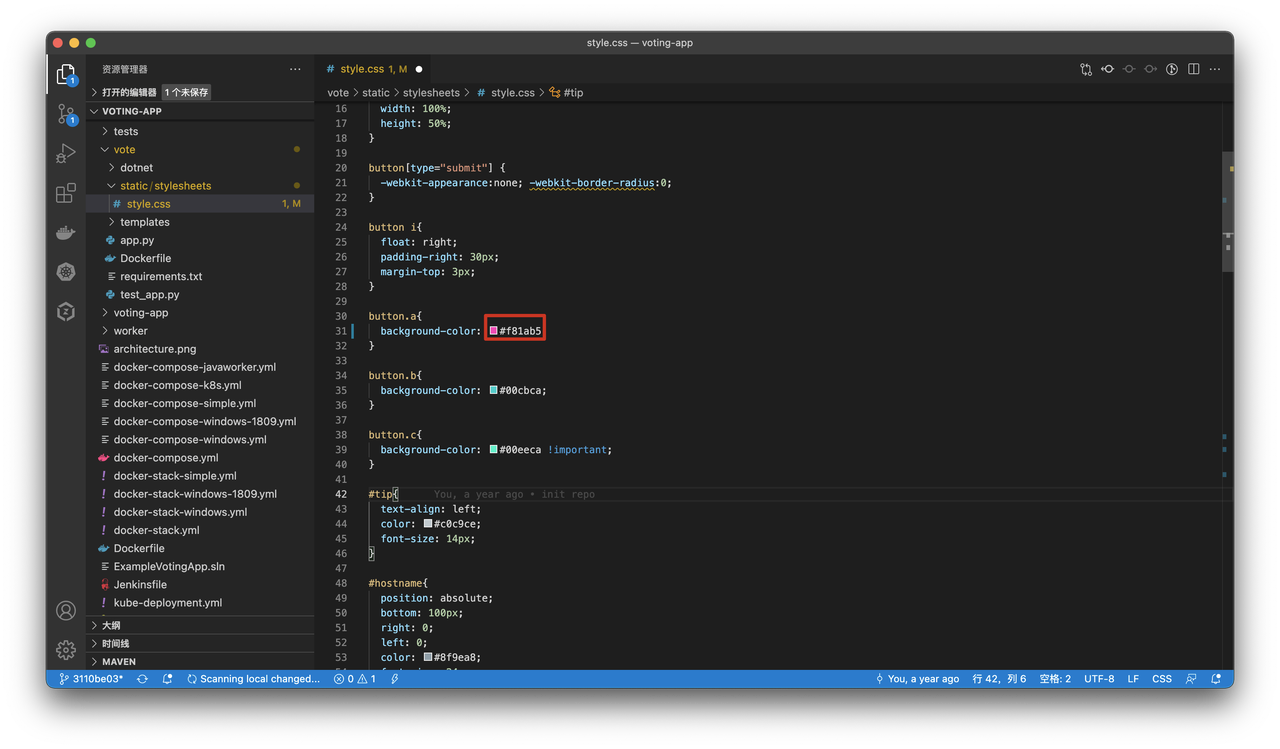 style.css — voting-app
资源管理器
打开的编辑器 1 个未保存
VOTING-APP
tests
vote
dotnet
static / stylesheets
# style.css 1, M
templates
app.py
Dockerfile
requirements.txt
test_app.py
voting-app
worker
architecture.png
docker-compose-javaworker.yml
docker-compose-k8s.yml
docker-compose-simple.yml
docker-compose-windows-1809.yml
docker-compose-windows.yml
docker-compose.yml
docker-stack-simple.yml
docker-stack-windows-1809.yml
docker-stack-windows.yml
docker-stack.yml
Dockerfile
ExampleVotingApp.sln
Jenkinsfile
kube-deployment.yml
大纲
时间线
MAVEN
# style.css 1, M
vote > static > stylesheets > # style.css > #tip
16 width: 100%;
17 height: 50%;
18 }
19
20 button[type="submit"] {
21 -webkit-appearance:none; -webkit-border-radius:0;
22 }
23
24 button i{
25 float: right;
26 padding-right: 30px;
27 margin-top: 3px;
28 }
29
30 button.a{
31 background-color: #f81ab5
32 }
33
34 button.b{
35 background-color: #00cbca;
36 }
37
38 button.c{
39 background-color: #00eeca !important;
40 }
41
42 #tip{ You, a year ago • init repo
43 text-align: left;
44 color: #c0c9ce;
45 font-size: 14px;
46 }
47
48 #hostname{
49 position: absolute;
50 bottom: 100px;
51 right: 0;
52 left: 0;
53 color: #8f9ea8;
3110be03* Scanning local changed... 0 1 You, a year ago 行 42，列 6 空格: 2 UTF-8 LF CSS